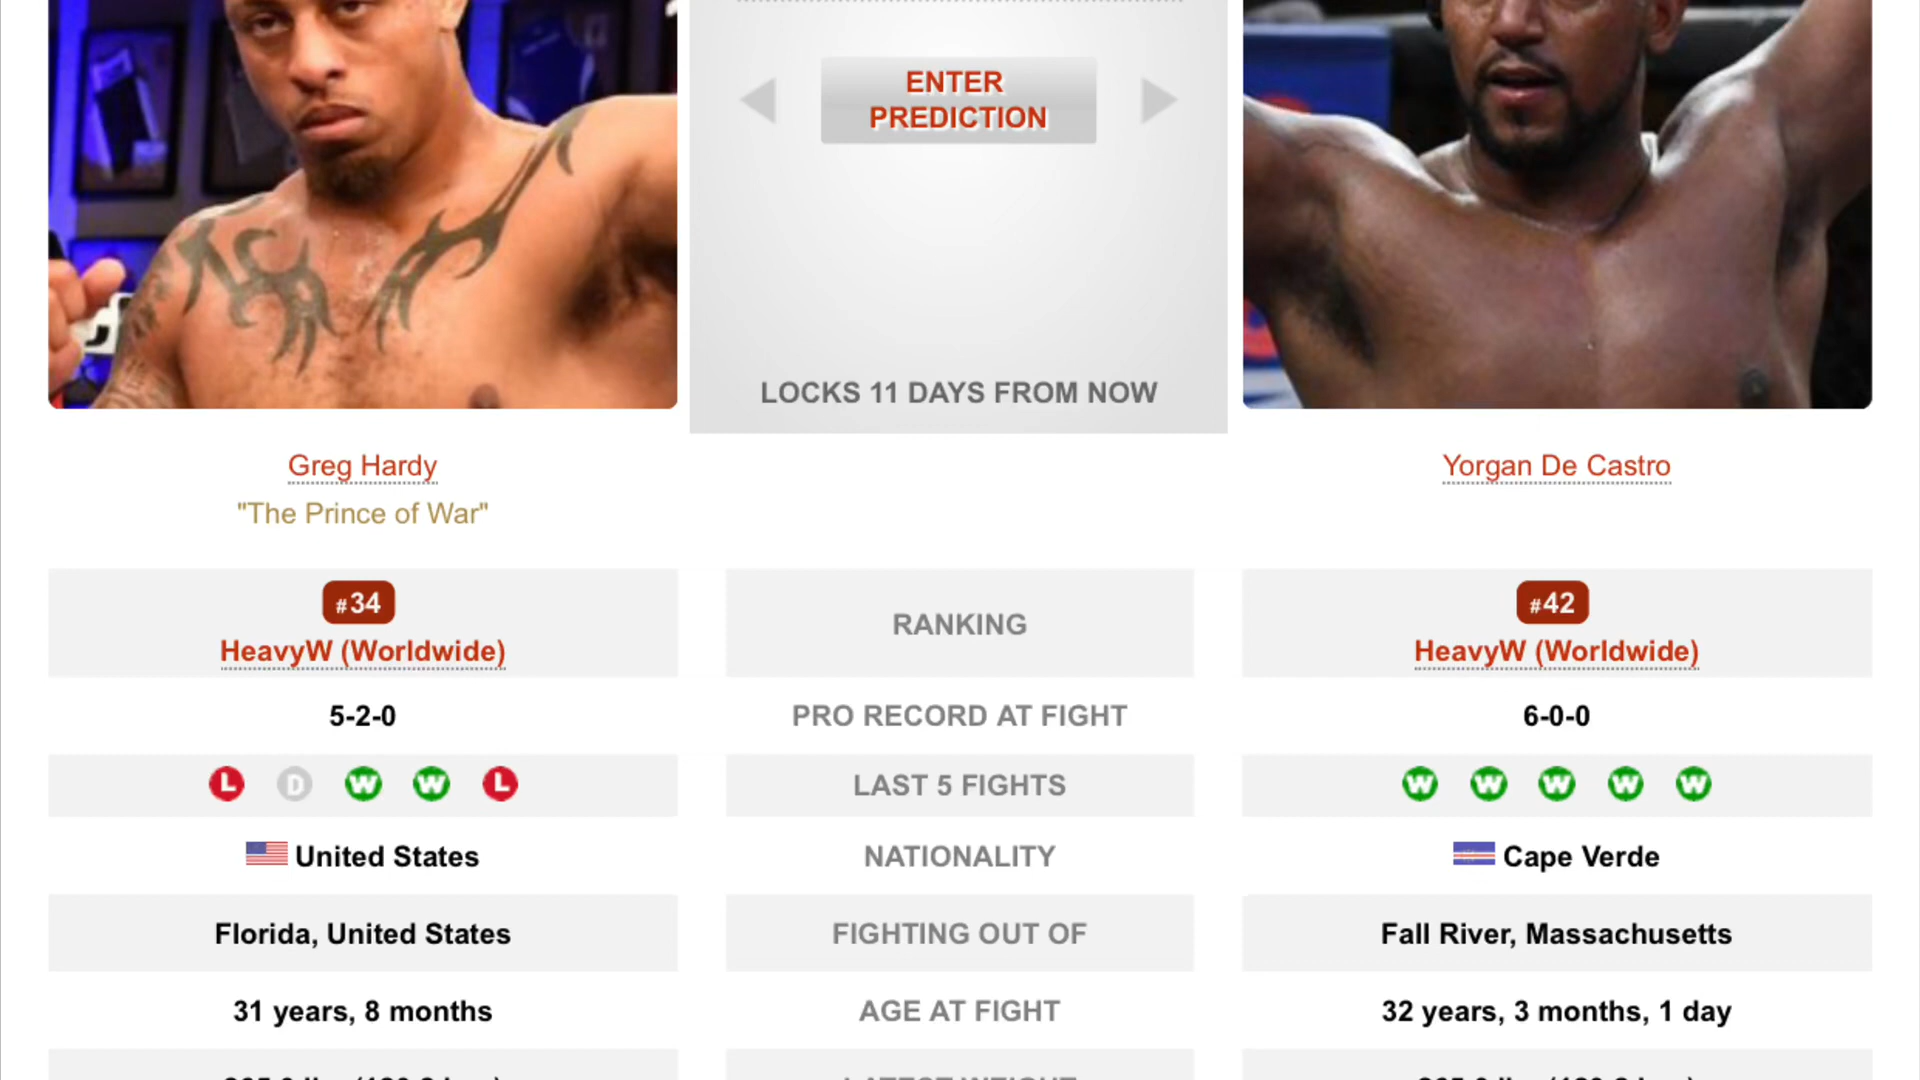 ENTER
PREDICTION
LOCKS 11 DAYS FROM NOW
Greg Hardy
"The Prince of War"
Yorgan De Castro
#34
HeavyW (Worldwide)
RANKING
#42
HeavyW (Worldwide)
5-2-0 PRO RECORD AT FIGHT 6-0-0
L D W W L LAST 5 FIGHTS W W W W W
United States NATIONALITY Cape Verde
Florida, United States FIGHTING OUT OF Fall River, Massachusetts
31 years, 8 months AGE AT FIGHT 32 years, 3 months, 1 day
LATEST WEIGHT